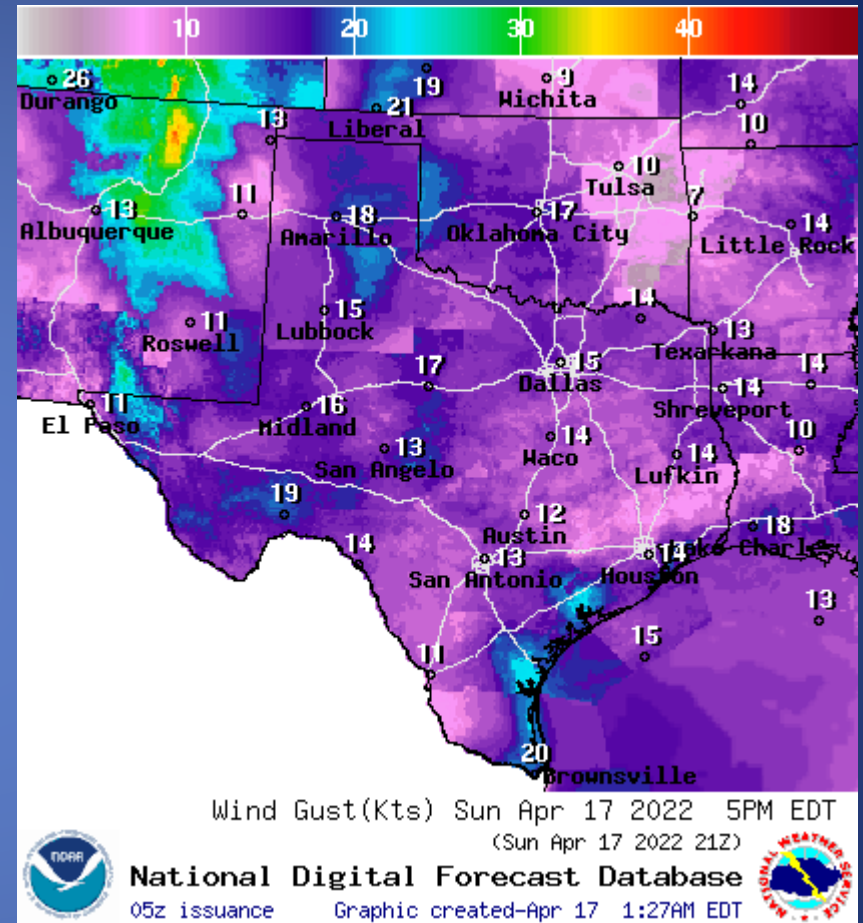 10 20 30 40
26 19 9 14
Durango Wichita
21
Liberal
13 10
10
Tulsa
13 11 18 17 7 14
Albuquerque Amarillo Oklahoma City Little Rock
11 15 14
Roswell Lubbock
13
Texarkana
17 15 14 14
Dallas
Shreveport
11 16
El Paso Midland
13 14 14 10
San Angelo Waco Lufkin
19 12 18
Austin
14 13 14
San Antonio Houston
13
15
11
20
Brownsville
Wind Gust(Kts) Sun Apr 17 2022 5PM EDT
(Sun Apr 17 2022 21Z)
NOAA
NATIONAL WEATHER SERVICE
National Digital Forecast Database
05z issuance Graphic created-Apr 17 1:27AM EDT